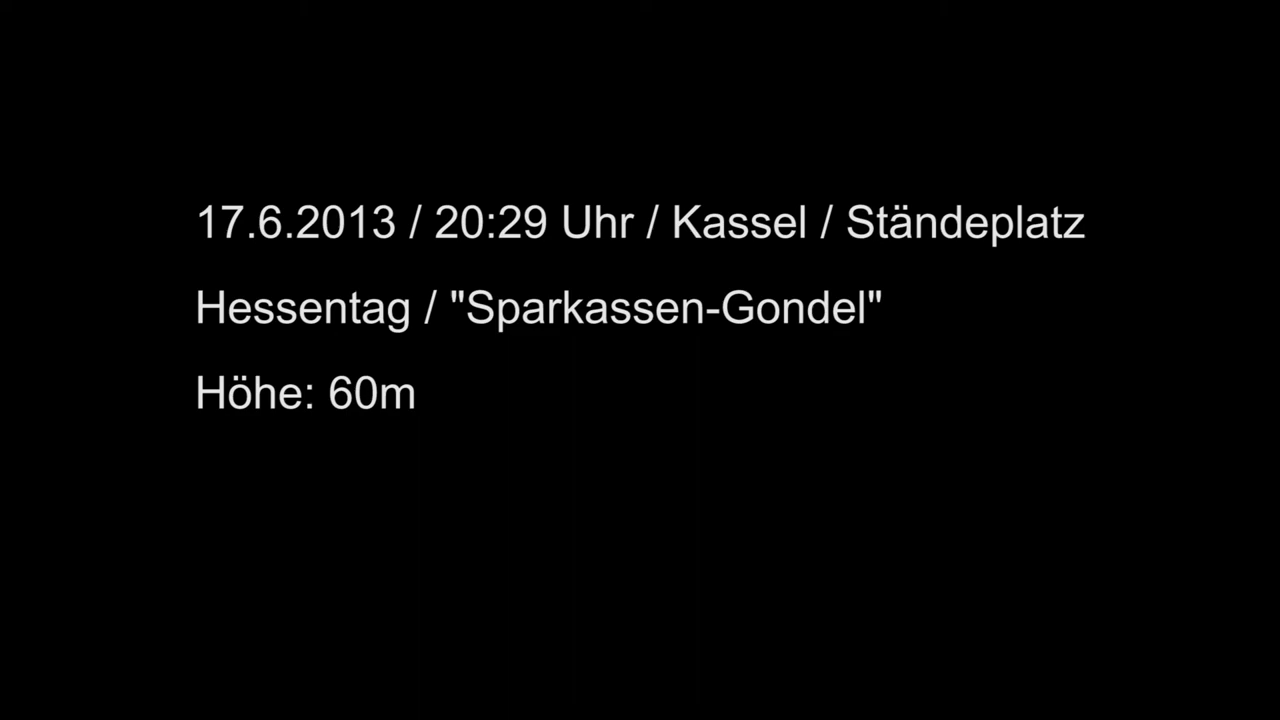 17.6.2013 / 20:29 Uhr / Kassel / Ständeplatz
Hessentag / "Sparkassen-Gondel"
Höhe: 60m